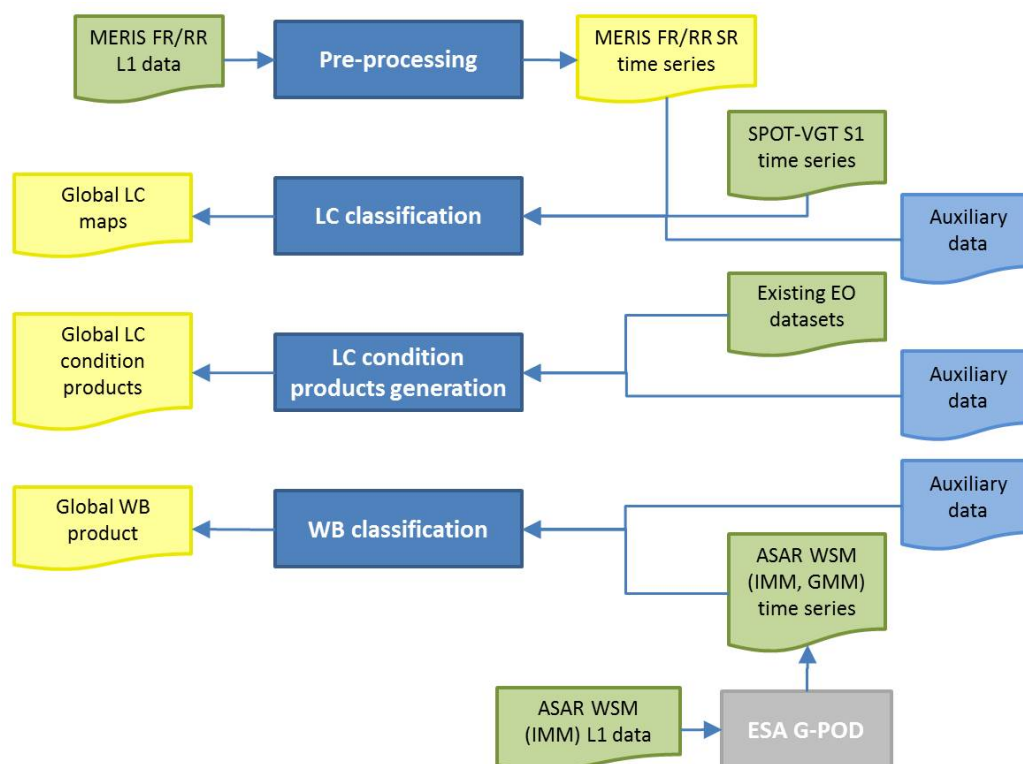 MERIS FR/RR
L1 data
Pre-processing
MERIS FR/RR SR
time series
SPOT-VGT S1
time series
Global LC
maps
LC classification
Auxiliary
data
Existing EO
datasets
Global LC
condition
products
LC condition
products generation
Auxiliary
data
Global WB
product
WB classification
Auxiliary
data
ASAR WSM
(IMM, GMM)
time series
ASAR WSM
(IMM) L1 data
ESA G-POD